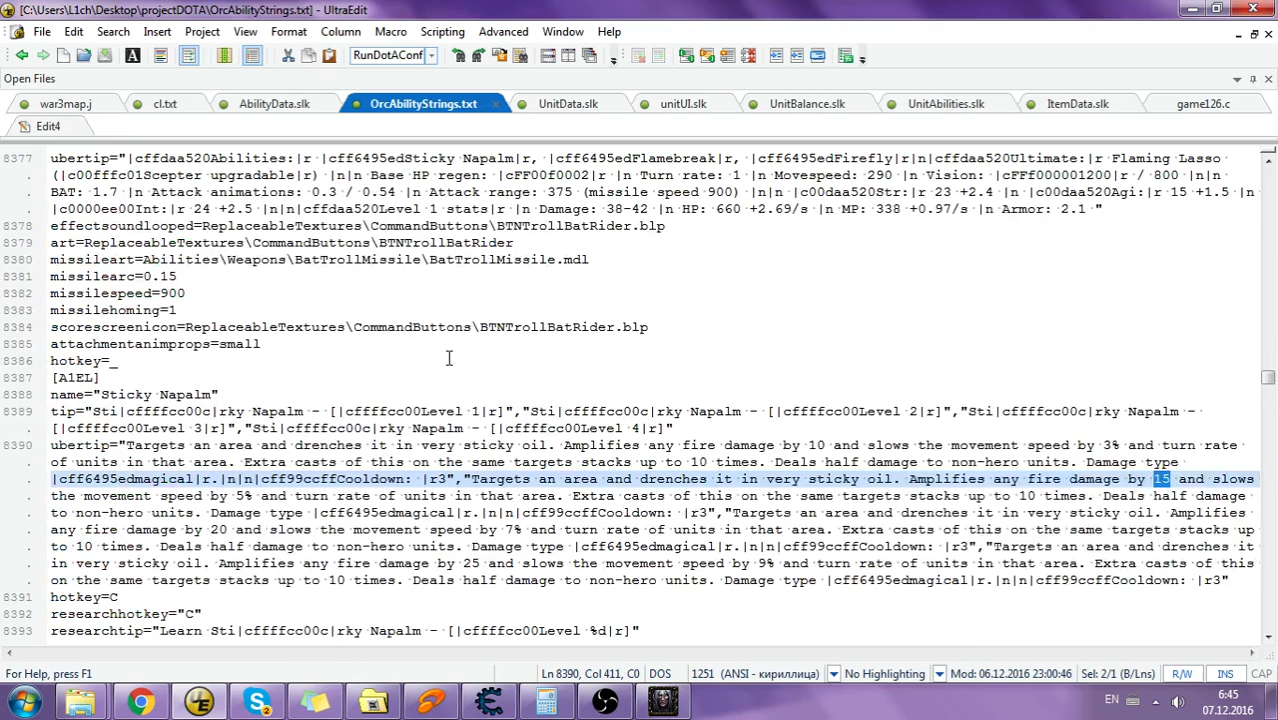 [C:\Users\L1ch\Desktop\projectDOTA\OrcAbilityStrings.txt] - UltraEdit
File Edit Search Insert Project View Format Column Macro Scripting Advanced Window Help
RunDotAConf
Open Files
war3map.j cl.txt AbilityData.slk OrcAbilityStrings.txt UnitData.slk unitUI.slk UnitBalance.slk UnitAbilities.slk ItemData.slk game126.c
Edit4
8377 ubertip="|cffdaa520Abilities:|r |cff6495edSticky Napalm|r, |cff6495edFlamebreak|r, |cff6495edFirefly|r|n|cffdaa520Ultimate:|r Flaming Lasso
(|c00fffc01Scepter upgradable|r) |n|n Base HP regen: |cFF00f0002|r |n Turn rate: 1 |n Movespeed: 290 |n Vision: |cFFf000001200|r / 800 |n|n
BAT: 1.7 |n Attack animations: 0.3 / 0.54 |n Attack range: 375 (missile speed 900) |n|n |c00daa520Str:|r 23 +2.4 |n |c00daa520Agi:|r 15 +1.5 |n
|c0000ee00Int:|r 24 +2.5 |n|n|cffdaa520Level 1 stats|r |n Damage: 38-42 |n HP: 660 +2.69/s |n MP: 338 +0.97/s |n Armor: 2.1 "
8378 effectsoundlooped=ReplaceableTextures\CommandButtons\BTNTrollBatRider.blp
8379 art=ReplaceableTextures\CommandButtons\BTNTrollBatRider
8380 missileart=Abilities\Weapons\BatTrollMissile\BatTrollMissile.mdl
8381 missilearc=0.15
8382 missilespeed=900
8383 missilehoming=1
8384 scorescreenicon=ReplaceableTextures\CommandButtons\BTNTrollBatRider.blp
8385 attachmentanimprops=small
8386 hotkey=_
8387 [A1EL]
8388 name="Sticky Napalm"
8389 tip="Sti|cffffcc00c|rky Napalm - [|cffffcc00Level 1|r]","Sti|cffffcc00c|rky Napalm - [|cffffcc00Level 2|r]","Sti|cffffcc00c|rky Napalm -
[|cffffcc00Level 3|r]","Sti|cffffcc00c|rky Napalm - [|cffffcc00Level 4|r]"
8390 ubertip="Targets an area and drenches it in very sticky oil. Amplifies any fire damage by 10 and slows the movement speed by 3% and turn rate
of units in that area. Extra casts of this on the same targets stacks up to 10 times. Deals half damage to non-hero units. Damage type
|cff6495edmagical|r.|n|n|cff99ccffCooldown: |r3","Targets an area and drenches it in very sticky oil. Amplifies any fire damage by 15 and slows
the movement speed by 5% and turn rate of units in that area. Extra casts of this on the same targets stacks up to 10 times. Deals half damage
to non-hero units. Damage type |cff6495edmagical|r.|n|n|cff99ccffCooldown: |r3","Targets an area and drenches it in very sticky oil. Amplifies
any fire damage by 20 and slows the movement speed by 7% and turn rate of units in that area. Extra casts of this on the same targets stacks up
to 10 times. Deals half damage to non-hero units. Damage type |cff6495edmagical|r.|n|n|cff99ccffCooldown: |r3","Targets an area and drenches it
in very sticky oil. Amplifies any fire damage by 25 and slows the movement speed by 9% and turn rate of units in that area. Extra casts of this
on the same targets stacks up to 10 times. Deals half damage to non-hero units. Damage type |cff6495edmagical|r.|n|n|cff99ccffCooldown: |r3"
8391 hotkey=C
8392 researchhotkey="C"
8393 researchtip="Learn Sti|cffffcc00c|rky Napalm - [|cffffcc00Level %d|r]"
For Help, press F1 Ln 8390, Col 411, C0 DOS 1251 (ANSI - кириллица) No Highlighting Mod: 06.12.2016 23:00:46 Sel: 2/1 (B/Lns) R/W INS CAP
EN 6:45
07.12.2016